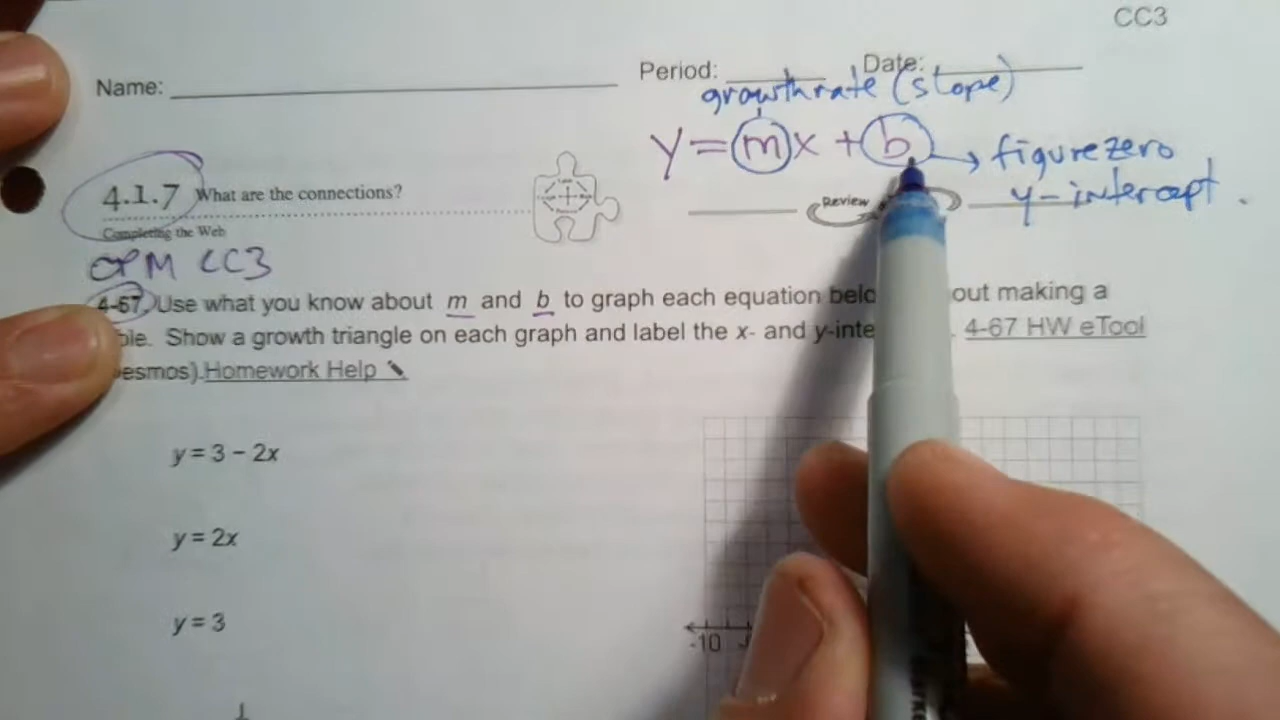 CC3
Name:
Period:
Date:
growth rate (slope)
y = mx + b → figure zero
y-intercept.
4.1.7 What are the connections?
Review
Completing the Web
CPM CC3
4-67. Use what you know about m and b to graph each equation out making a
Show a growth triangle on each graph and label the x- and 4-67 HW eTool
Homework Help
y = 3 − 2x
y = 2x
y = 3
-10